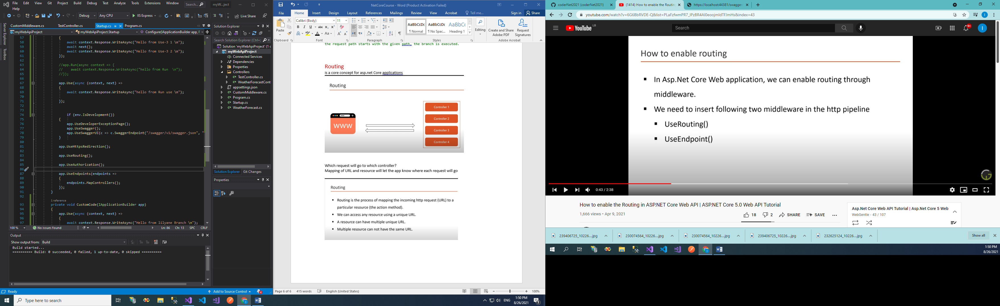 File Edit View Git Project Build Debug Test Analyze Tools Extensions Window Search... myW...ject
Help
Debug Any CPU IIS Express Live Share
Server Explorer
Toolbox
CustomMiddleware.cs TestController.cs Startup.cs Program.cs
myWebApiProject myWebApiProject.Startup Configure(IApplicationBuilder app, I
57 {
58 await context.Response.WriteAsync("Hello from Use-3 1 \n");
59 await next();
60 await context.Response.WriteAsync("Hello from Use-3 2 \n");
61 });
62
63 //app.Run(async context => {
64 // await context.Response.WriteAsync("hello from Run \n");
65 //});
66
67 app.Use(async (context, next) =>
68 {
69 await context.Response.WriteAsync("hello from Run use \n");
70
71 });
72
73
74 if (env.IsDevelopment())
75 {
76 app.UseDeveloperExceptionPage();
77 app.UseSwagger();
78 app.UseSwaggerUI(c => c.SwaggerEndpoint("/swagger/v1/swagger.json", "
79 }
80
81 app.UseHttpsRedirection();
82
83 app.UseRouting();
84
85 app.UseAuthorization();
86
87 app.UseEndpoints(endpoints =>
88 {
89 endpoints.MapControllers();
90 });
91 }
92
1 reference
93 private void CustomCode(IApplicationBuilder app)
94 {
95 app.Use(async (context, next) =>
96 {
97 await context.Response.WriteAsync("Hello from lilyane Branch \n");
100 % No issues found Ln: 86 Ch: 13 SPC CRLF
Output
Show output from: Build
Build started...
========== Build: 0 succeeded, 0 failed, 1 up-to-date, 0 skipped ==========
Solution Explorer
Search Solution Explorer (Ctrl+;
Solution 'myWebApiProject' (1 c
myWebApiProject
Connected Services
Dependencies
Properties
Controllers
TestController.cs
WeatherForecastCont
appsettings.json
CustomMiddleware.cs
Program.cs
Startup.cs
WeatherForecast.cs
Solution Explorer Git Changes
Properties
Ready Add to Source Control 4
Type here to search
NetCoreCourse - Word (Product Activation Failed)
File Home Insert Design Layout References Mailings Review View Acrobat Tell me... Sign in Share
Paste
Calibri (Body) 11
B I U abc x₂ x²
Clipboard Font Paragraph Styles Adobe Acrobat
AaBbCcDc AaBbCcDc AaBbCc
¶ Normal ¶ No Spac... Heading 1
Editing
Create and Share Adobe PDF
Request Signatures
the request path starts with the given path, the branch is executed.
Routing
is a core concept for asp.net Core applications
Routing
WWW
Controller 1
Controller 2
Controller 3
Controller 4
Which request will go to which controller?
Mapping of URL and resource will let the app know where each request will go
Routing
▪ Routing is the process of mapping the incoming http request (URL) to a
particular resource (the action method).
▪ We can access any resource using a unique URL.
▪ A resource can have multiple unique URL.
▪ Multiple resource can not have the same URL.
Page 6 of 6 415 words English (United States) 100%
ENG 1:50 PM
8/26/2021 3
coderNet2021 (coderNet2021) (1414) How to enable the Routin https://localhost:44381/swagger
youtube.com/watch?v=6G6BbRVDE-Q&list=PLaFzfwmPR7_IPzBR4AI0eoojmIdTFJmHs&index=43
YouTube LB Search 9+ I
How to enable routing
▪ In Asp.Net Core Web application, we can enable routing through
middleware.
▪ We need to insert following two middleware in the http pipeline
▪ UseRouting()
▪ UseEndpoint()
0:43 / 2:38
How to enable the Routing in ASP.NET Core Web API | ASP.NET Core 5.0 Web API Tutorial
1,666 views • Apr 9, 2021 18 2 SHARE SAVE ...
Asp.Net Core Web API Tutorial | Asp.Net Core 5 Web
WebGentle - 43 / 107
239406725_10226....jpg 230074564_10226....jpg 230074564_10226....jpg 239406725_10226....jpg 232625124_10226....jpg Show all
1:50 PM
8/26/2021